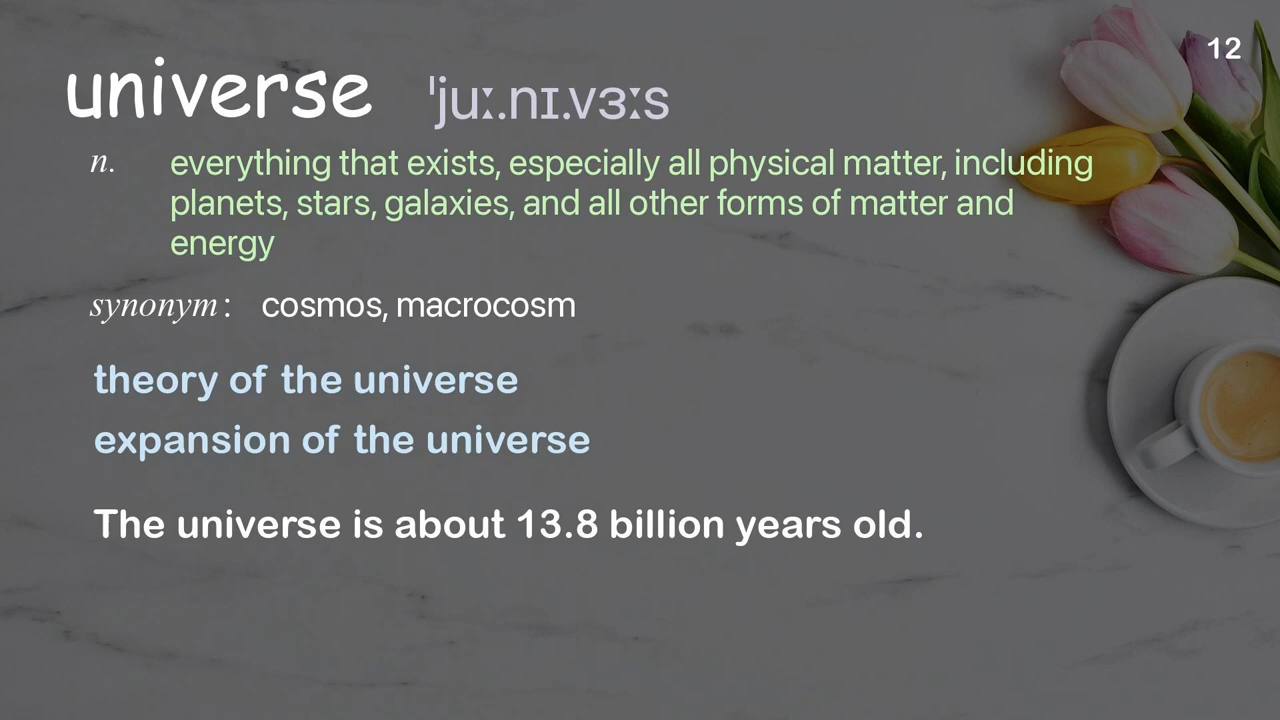 12
universe ˈjuː.nɪ.vɜːs
n. everything that exists, especially all physical matter, including
planets, stars, galaxies, and all other forms of matter and
energy
synonym: cosmos, macrocosm
theory of the universe
expansion of the universe
The universe is about 13.8 billion years old.